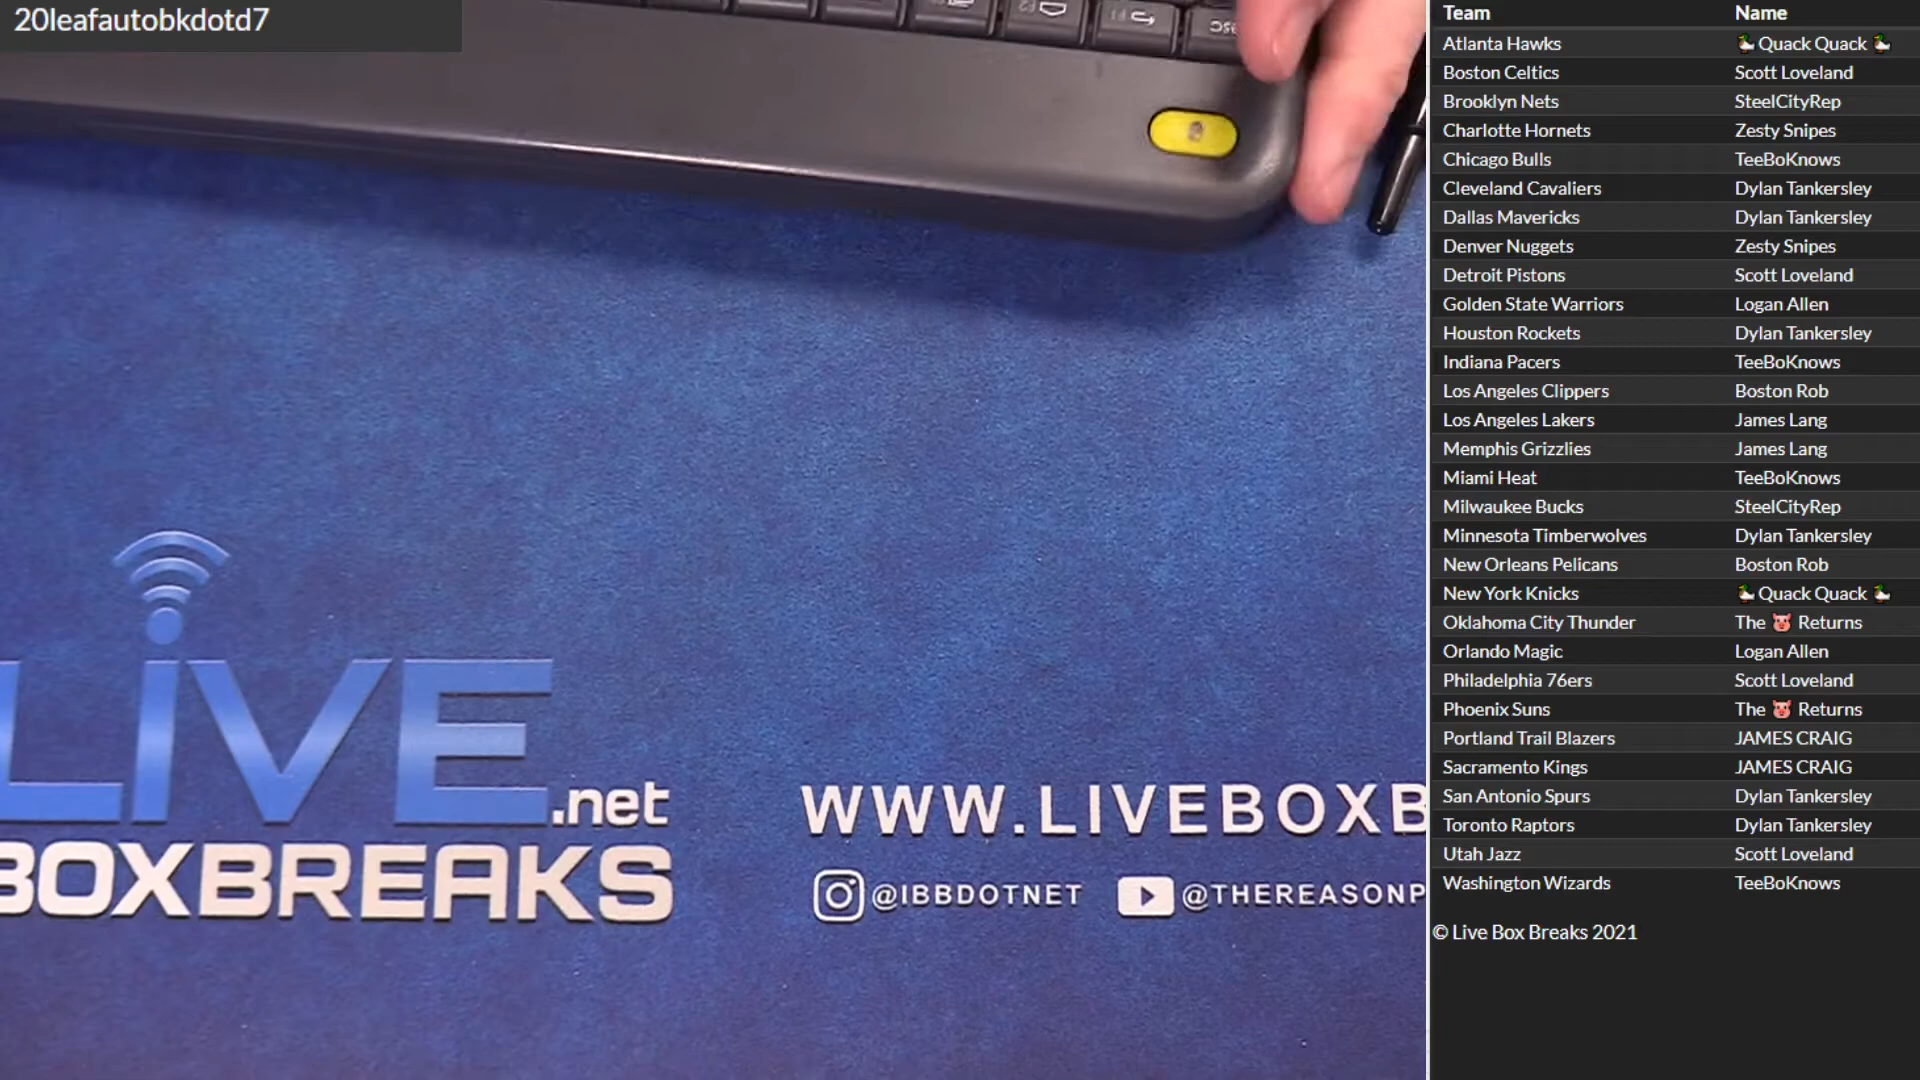 20leafautobkdotd7
F2
F1
esc
LIVE
.net
BOXBREAKS
WWW.LIVEBOXB
@IBBDOTNET @THEREASONP
Team Name
Atlanta Hawks 🦆 Quack Quack 🦆
Boston Celtics Scott Loveland
Brooklyn Nets SteelCityRep
Charlotte Hornets Zesty Snipes
Chicago Bulls TeeBoKnows
Cleveland Cavaliers Dylan Tankersley
Dallas Mavericks Dylan Tankersley
Denver Nuggets Zesty Snipes
Detroit Pistons Scott Loveland
Golden State Warriors Logan Allen
Houston Rockets Dylan Tankersley
Indiana Pacers TeeBoKnows
Los Angeles Clippers Boston Rob
Los Angeles Lakers James Lang
Memphis Grizzlies James Lang
Miami Heat TeeBoKnows
Milwaukee Bucks SteelCityRep
Minnesota Timberwolves Dylan Tankersley
New Orleans Pelicans Boston Rob
New York Knicks 🦆 Quack Quack 🦆
Oklahoma City Thunder The 🐷 Returns
Orlando Magic Logan Allen
Philadelphia 76ers Scott Loveland
Phoenix Suns The 🐷 Returns
Portland Trail Blazers JAMES CRAIG
Sacramento Kings JAMES CRAIG
San Antonio Spurs Dylan Tankersley
Toronto Raptors Dylan Tankersley
Utah Jazz Scott Loveland
Washington Wizards TeeBoKnows
© Live Box Breaks 2021